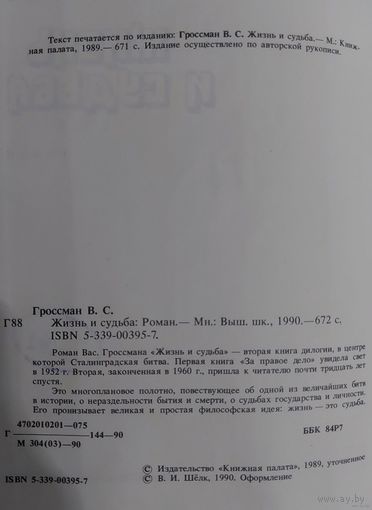 Текст печатается по изданию: Гроссман В. С. Жизнь и судьба.— М.: Книж-
ная палата, 1989.— 671 с. Издание осуществлено по авторской рукописи.
Гроссман В. С.
Г88 Жизнь и судьба: Роман.— Мн.: Выш. шк., 1990.—672 с.
ISBN 5-339-00395-7.
Роман Вас. Гроссмана «Жизнь и судьба» — вторая книга дилогии, в центре
которой Сталинградская битва. Первая книга «За правое дело» увидела свет
в 1952 г. Вторая, законченная в 1960 г., пришла к читателю почти тридцать лет
спустя.
Это многоплановое полотно, повествующее об одной из величайших битв
в истории, о нераздельности бытия и смерти, о судьбах государства и личности.
Его пронизывает великая и простая философская идея: жизнь — это судьба.
4702010201—075
Г ———— 144—90
М 304(03)—90
ББК 84Р7
© Издательство «Книжная палата», 1989, уточненное
ISBN 5-339-00395-7 © В. И. Шёлк, 1990. Оформление
ay.by